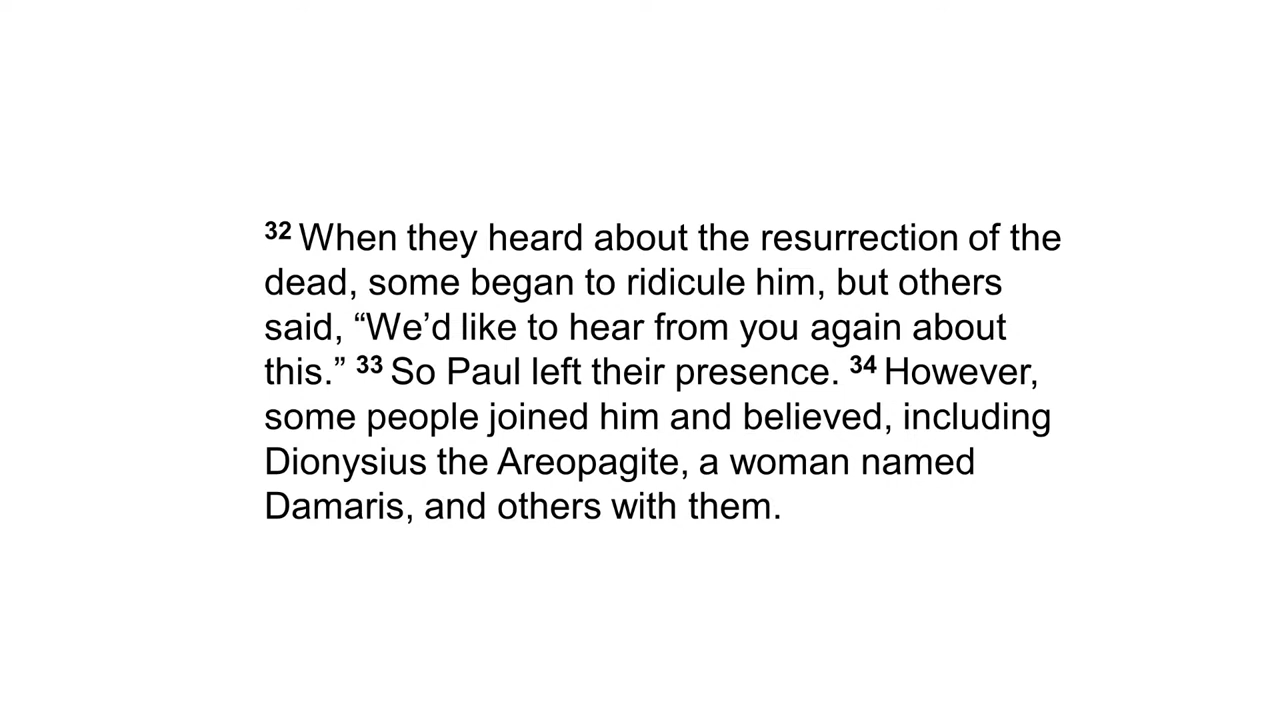 32 When they heard about the resurrection of the
dead, some began to ridicule him, but others
said, “We’d like to hear from you again about
this.” 33 So Paul left their presence. 34 However,
some people joined him and believed, including
Dionysius the Areopagite, a woman named
Damaris, and others with them.